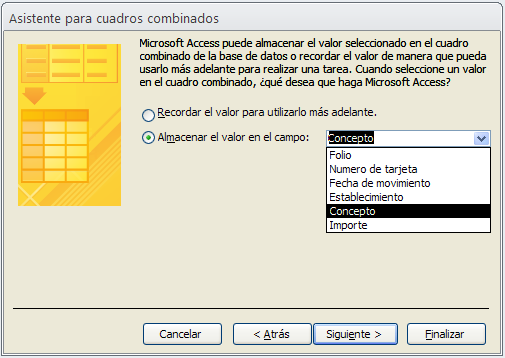 Asistente para cuadros combinados
Microsoft Access puede almacenar el valor seleccionado en el cuadro
combinado de la base de datos o recordar el valor de manera que pueda
usarlo más adelante para realizar una tarea. Cuando seleccione un valor
en el cuadro combinado, ¿qué desea que haga Microsoft Access?
Recordar el valor para utilizarlo más adelante.
Almacenar el valor en el campo: Concepto
Folio
Numero de tarjeta
Fecha de movimiento
Establecimiento
Concepto
Importe
Cancelar < Atrás Siguiente > Finalizar